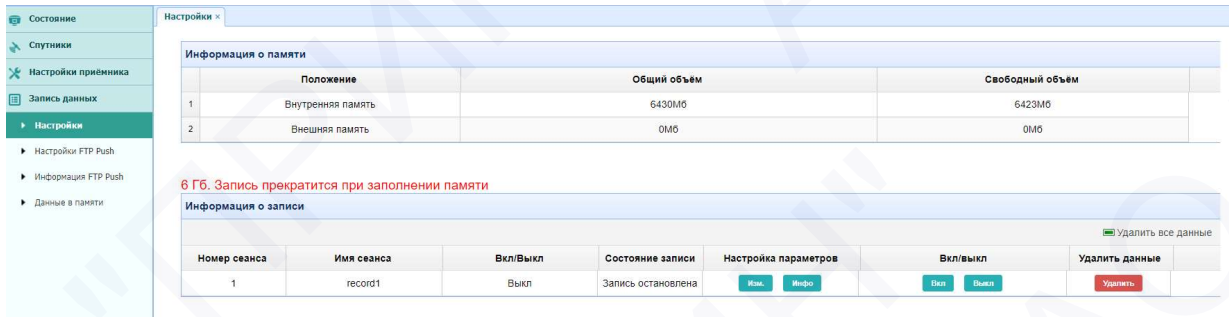 Состояние
Спутники
Настройки приёмника
Запись данных
Настройки
Настройки FTP Push
Информация FTP Push
Данные в памяти
Настройки ×
Информация о памяти
Положение Общий объём Свободный объём
1 Внутренняя память 6430Мб 6423Мб
2 Внешняя память 0Мб 0Мб
6 Гб. Запись прекратится при заполнении памяти
Информация о записи
Удалить все данные
Номер сеанса Имя сеанса Вкл/Выкл Состояние записи Настройка параметров Вкл/выкл Удалить данные
1 record1 Выкл Запись остановлена Изм. Инфо Вкл Выкл Удалить